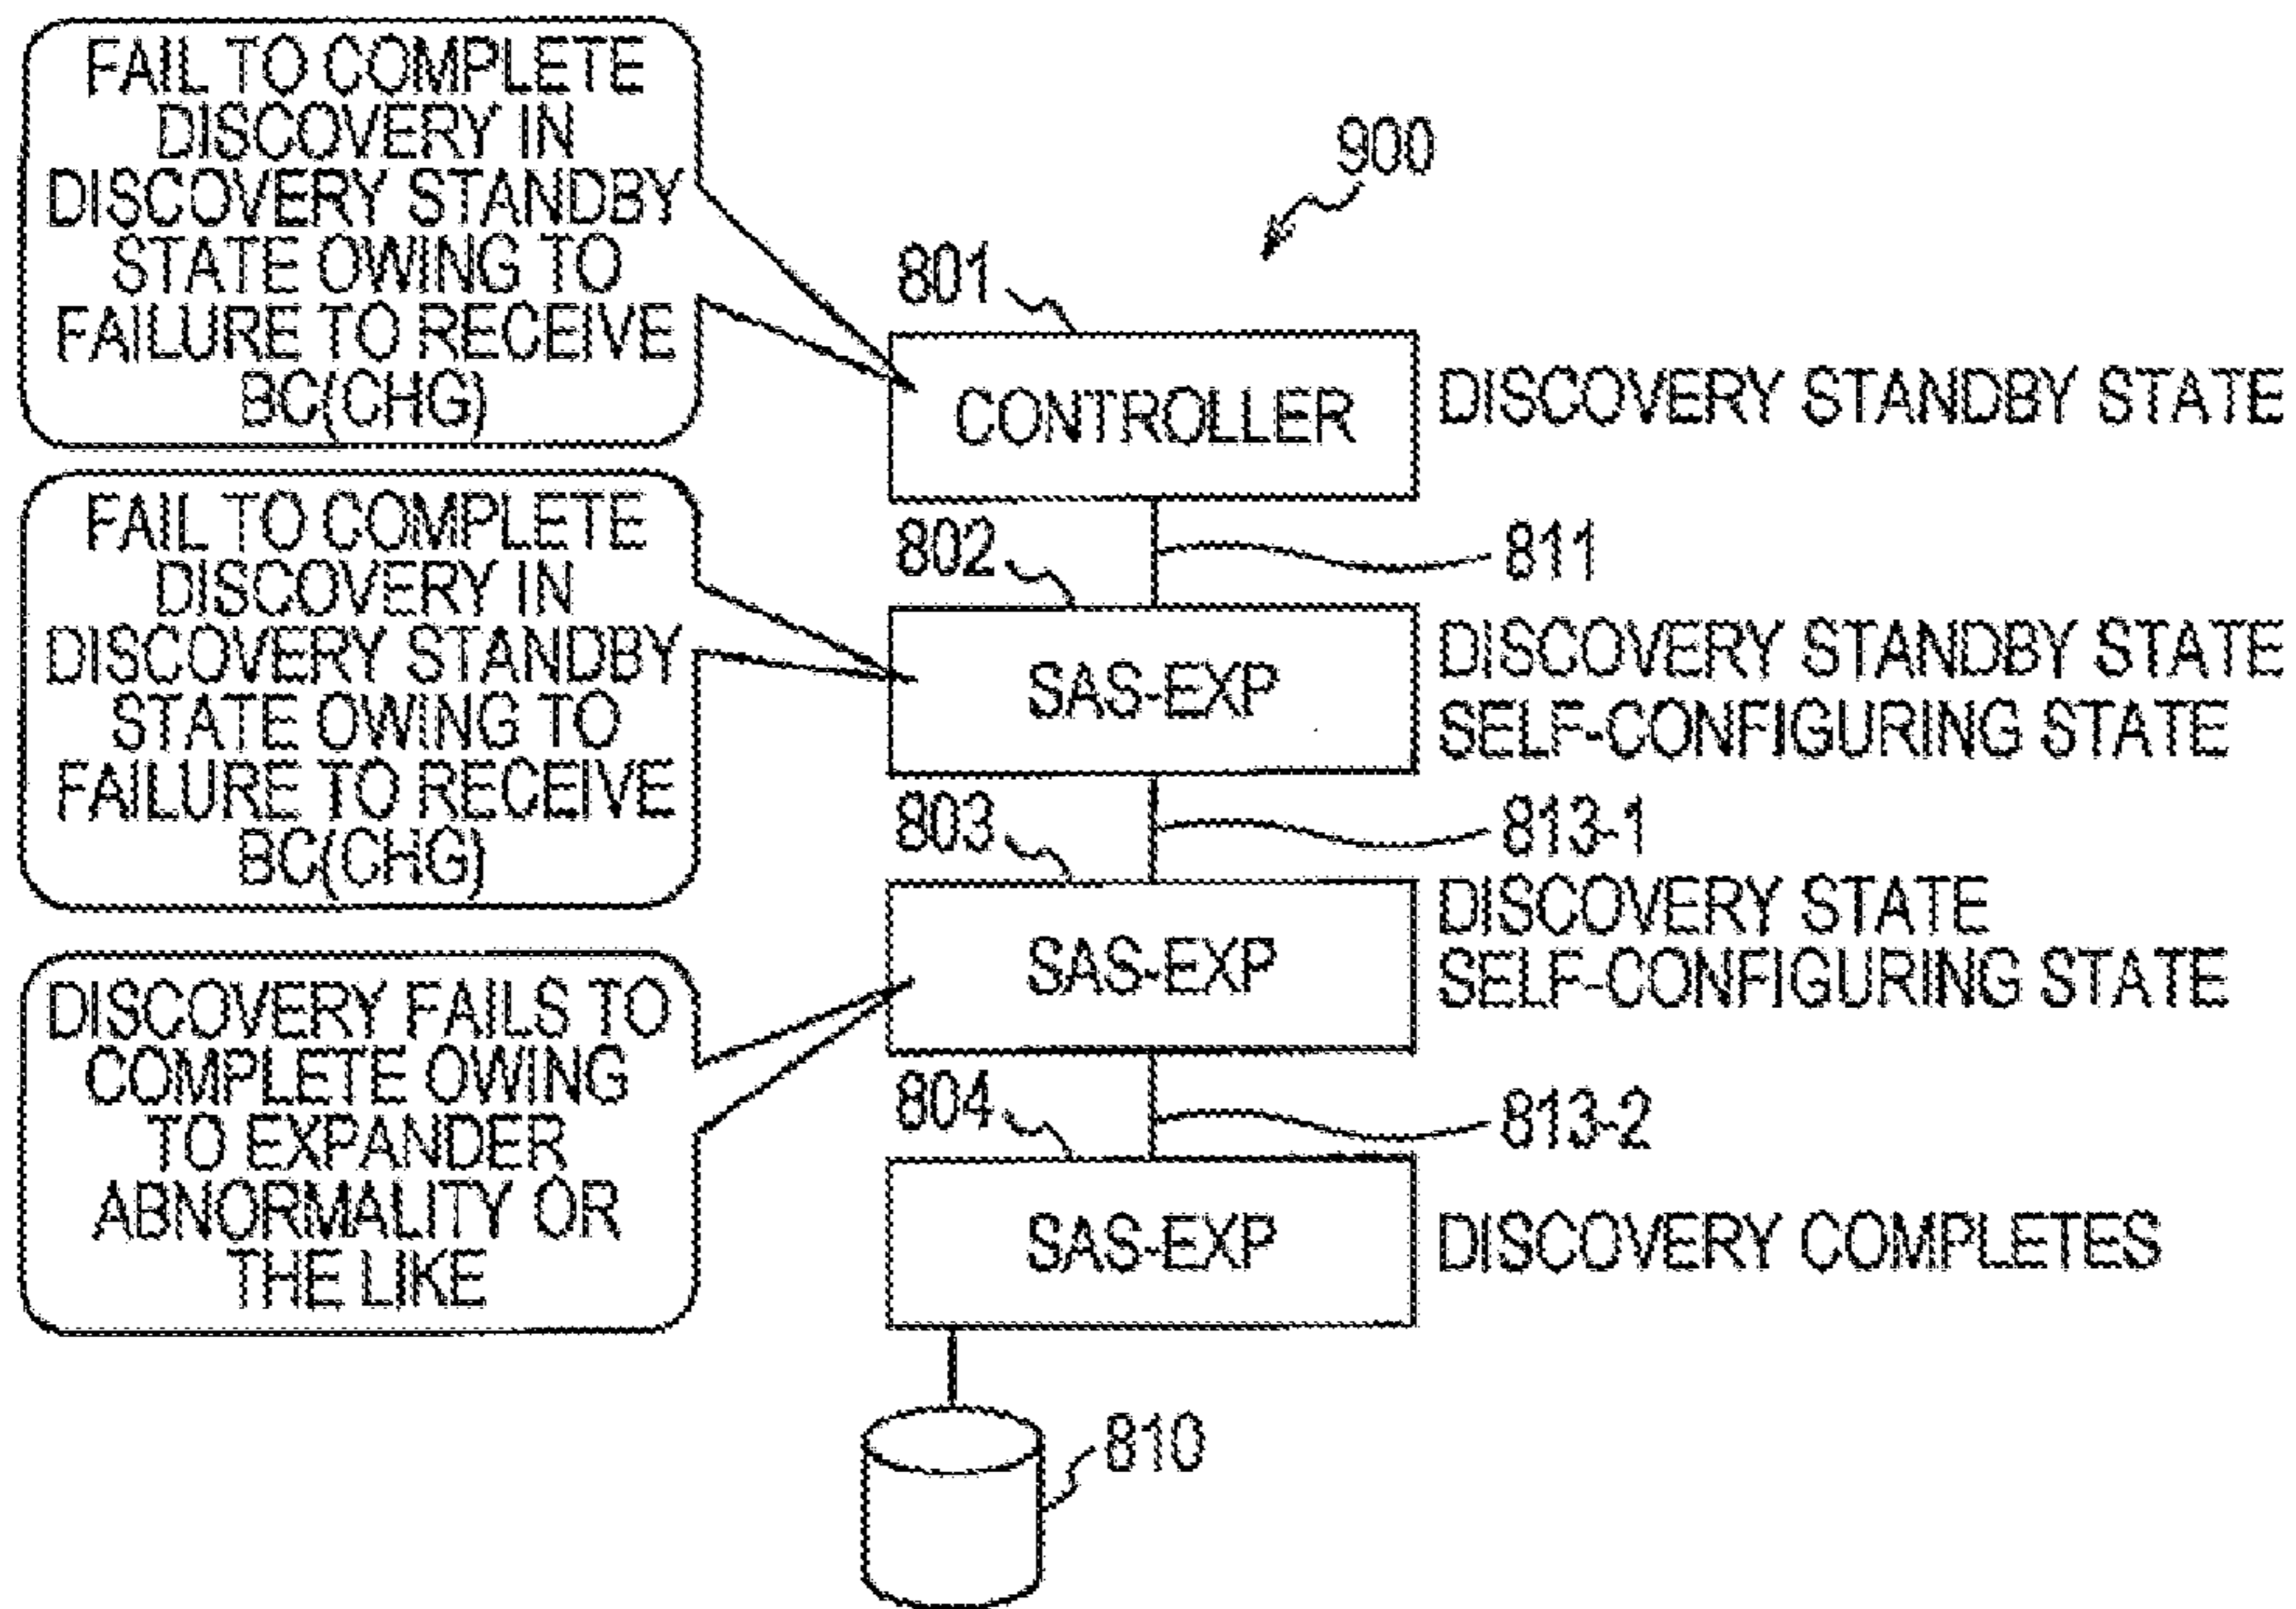 FAIL TO COMPLETE
DISCOVERY IN
DISCOVERY STANDBY
STATE OWING TO
FAILURE TO RECEIVE
BC(CHG)
900
801
CONTROLLER
DISCOVERY STANDBY STATE
811
FAIL TO COMPLETE
DISCOVERY IN
DISCOVERY STANDBY
STATE OWING TO
FAILURE TO RECEIVE
BC(CHG)
802
SAS-EXP
DISCOVERY STANDBY STATE
SELF-CONFIGURING STATE
813-1
DISCOVERY FAILS TO
COMPLETE OWING
TO EXPANDER
ABNORMALITY OR
THE LIKE
803
SAS-EXP
DISCOVERY STATE
SELF-CONFIGURING STATE
813-2
804
SAS-EXP
DISCOVERY COMPLETES
810